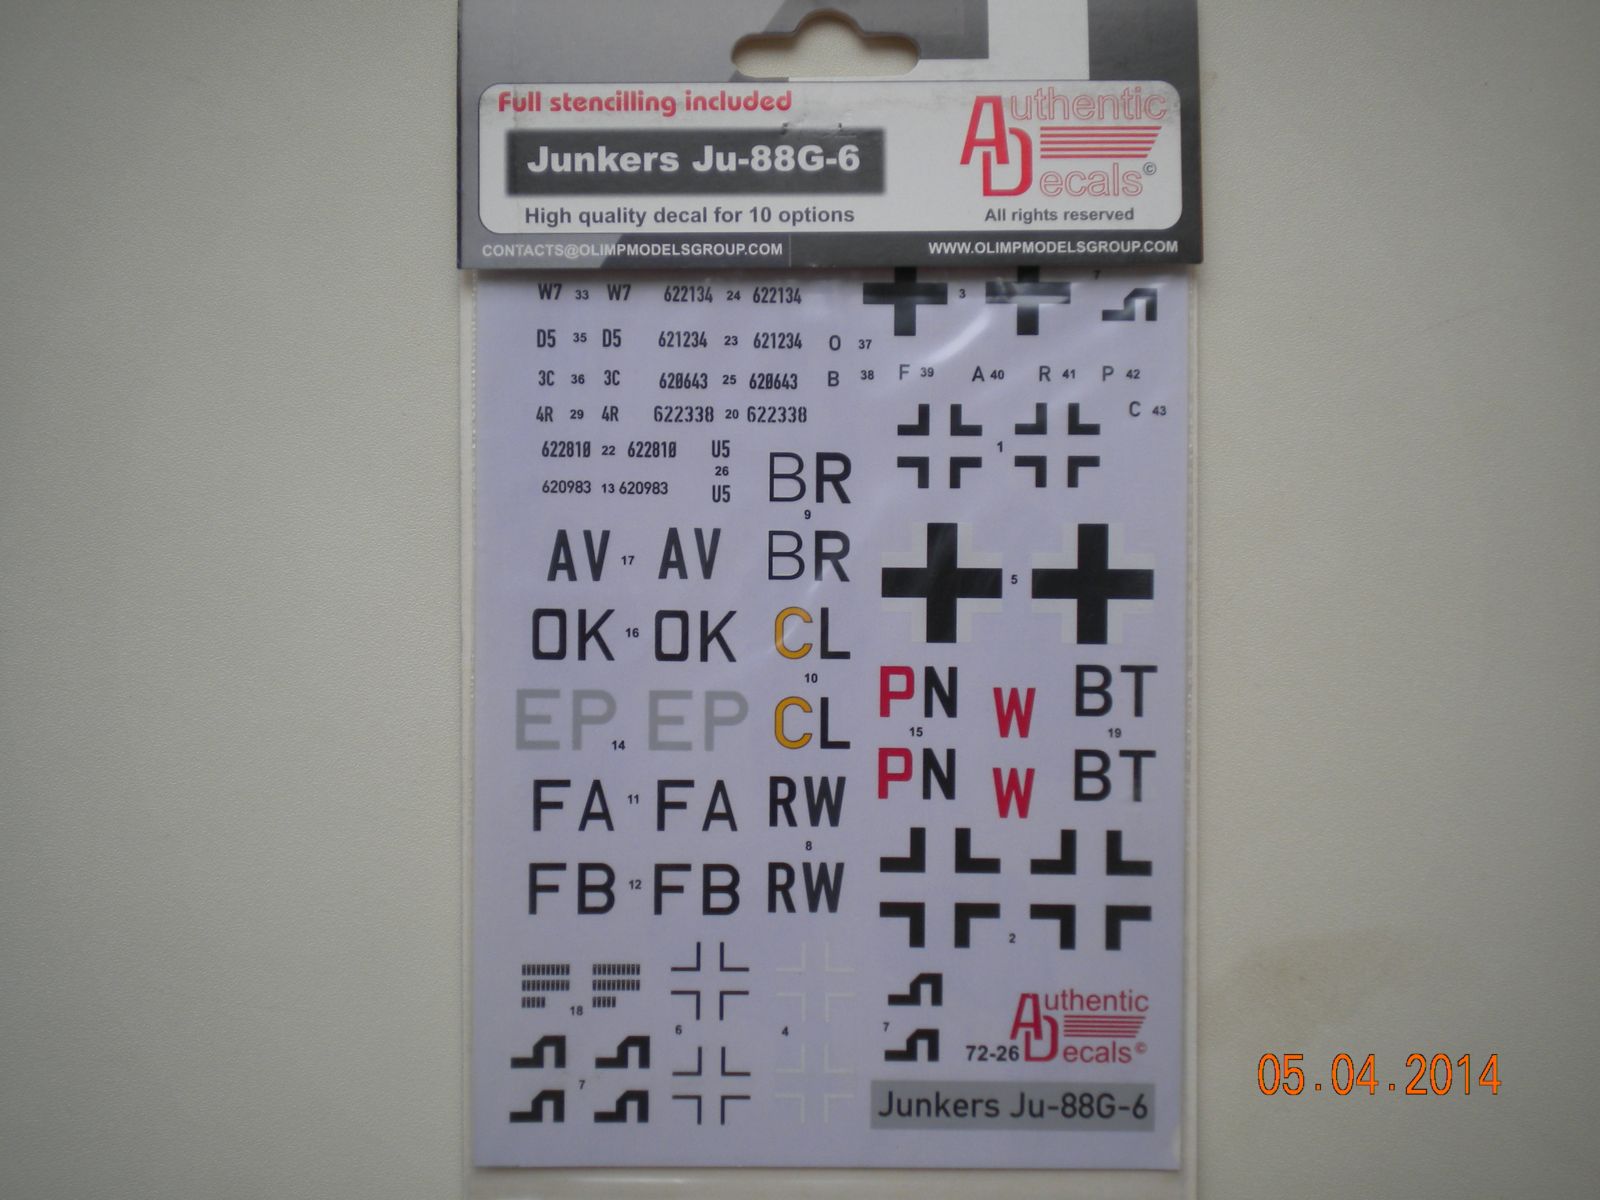 Full stencilling included
Junkers Ju-88G-6
High quality decal for 10 options
Authentic
Decals©
All rights reserved
CONTACTS@OLIMPMODELSGROUP.COM
WWW.OLIMPMODELSGROUP.COM
W7 33 W7 622134 24 622134
3
7
D5 35 D5 621234 23 621234 O 37
3C 36 3C 620643 25 620643 B 38 F 39 A 40 R 41 P 42
4R 29 4R 622338 20 622338
C 43
622810 22 622810 U5
26
620983 13 620983 U5
1
BR
9
BR
AV 17 AV
5
OK 16 OK
CL
10
CL
EP 14 EP
PN
15
PN
W
W
BT
19
BT
FA 11 FA
RW
8
RW
FB 12 FB
2
18
6
4
7
7
Authentic
72-26 Decals©
Junkers Ju-88G-6
05.04.2014